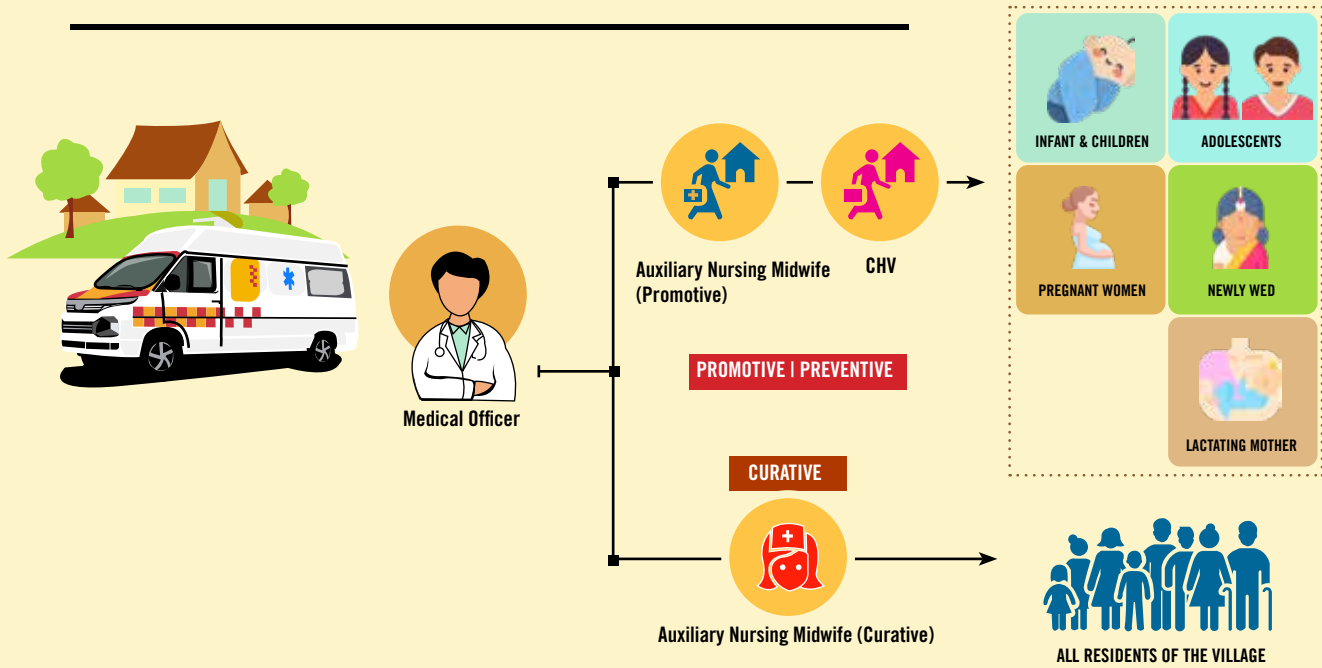 INFANT & CHILDREN
ADOLESCENTS
PREGNANT WOMEN
NEWLY WED
LACTATING MOTHER
Auxiliary Nursing Midwife
(Promotive)
CHV
PROMOTIVE | PREVENTIVE
Medical Officer
CURATIVE
Auxiliary Nursing Midwife (Curative)
ALL RESIDENTS OF THE VILLAGE